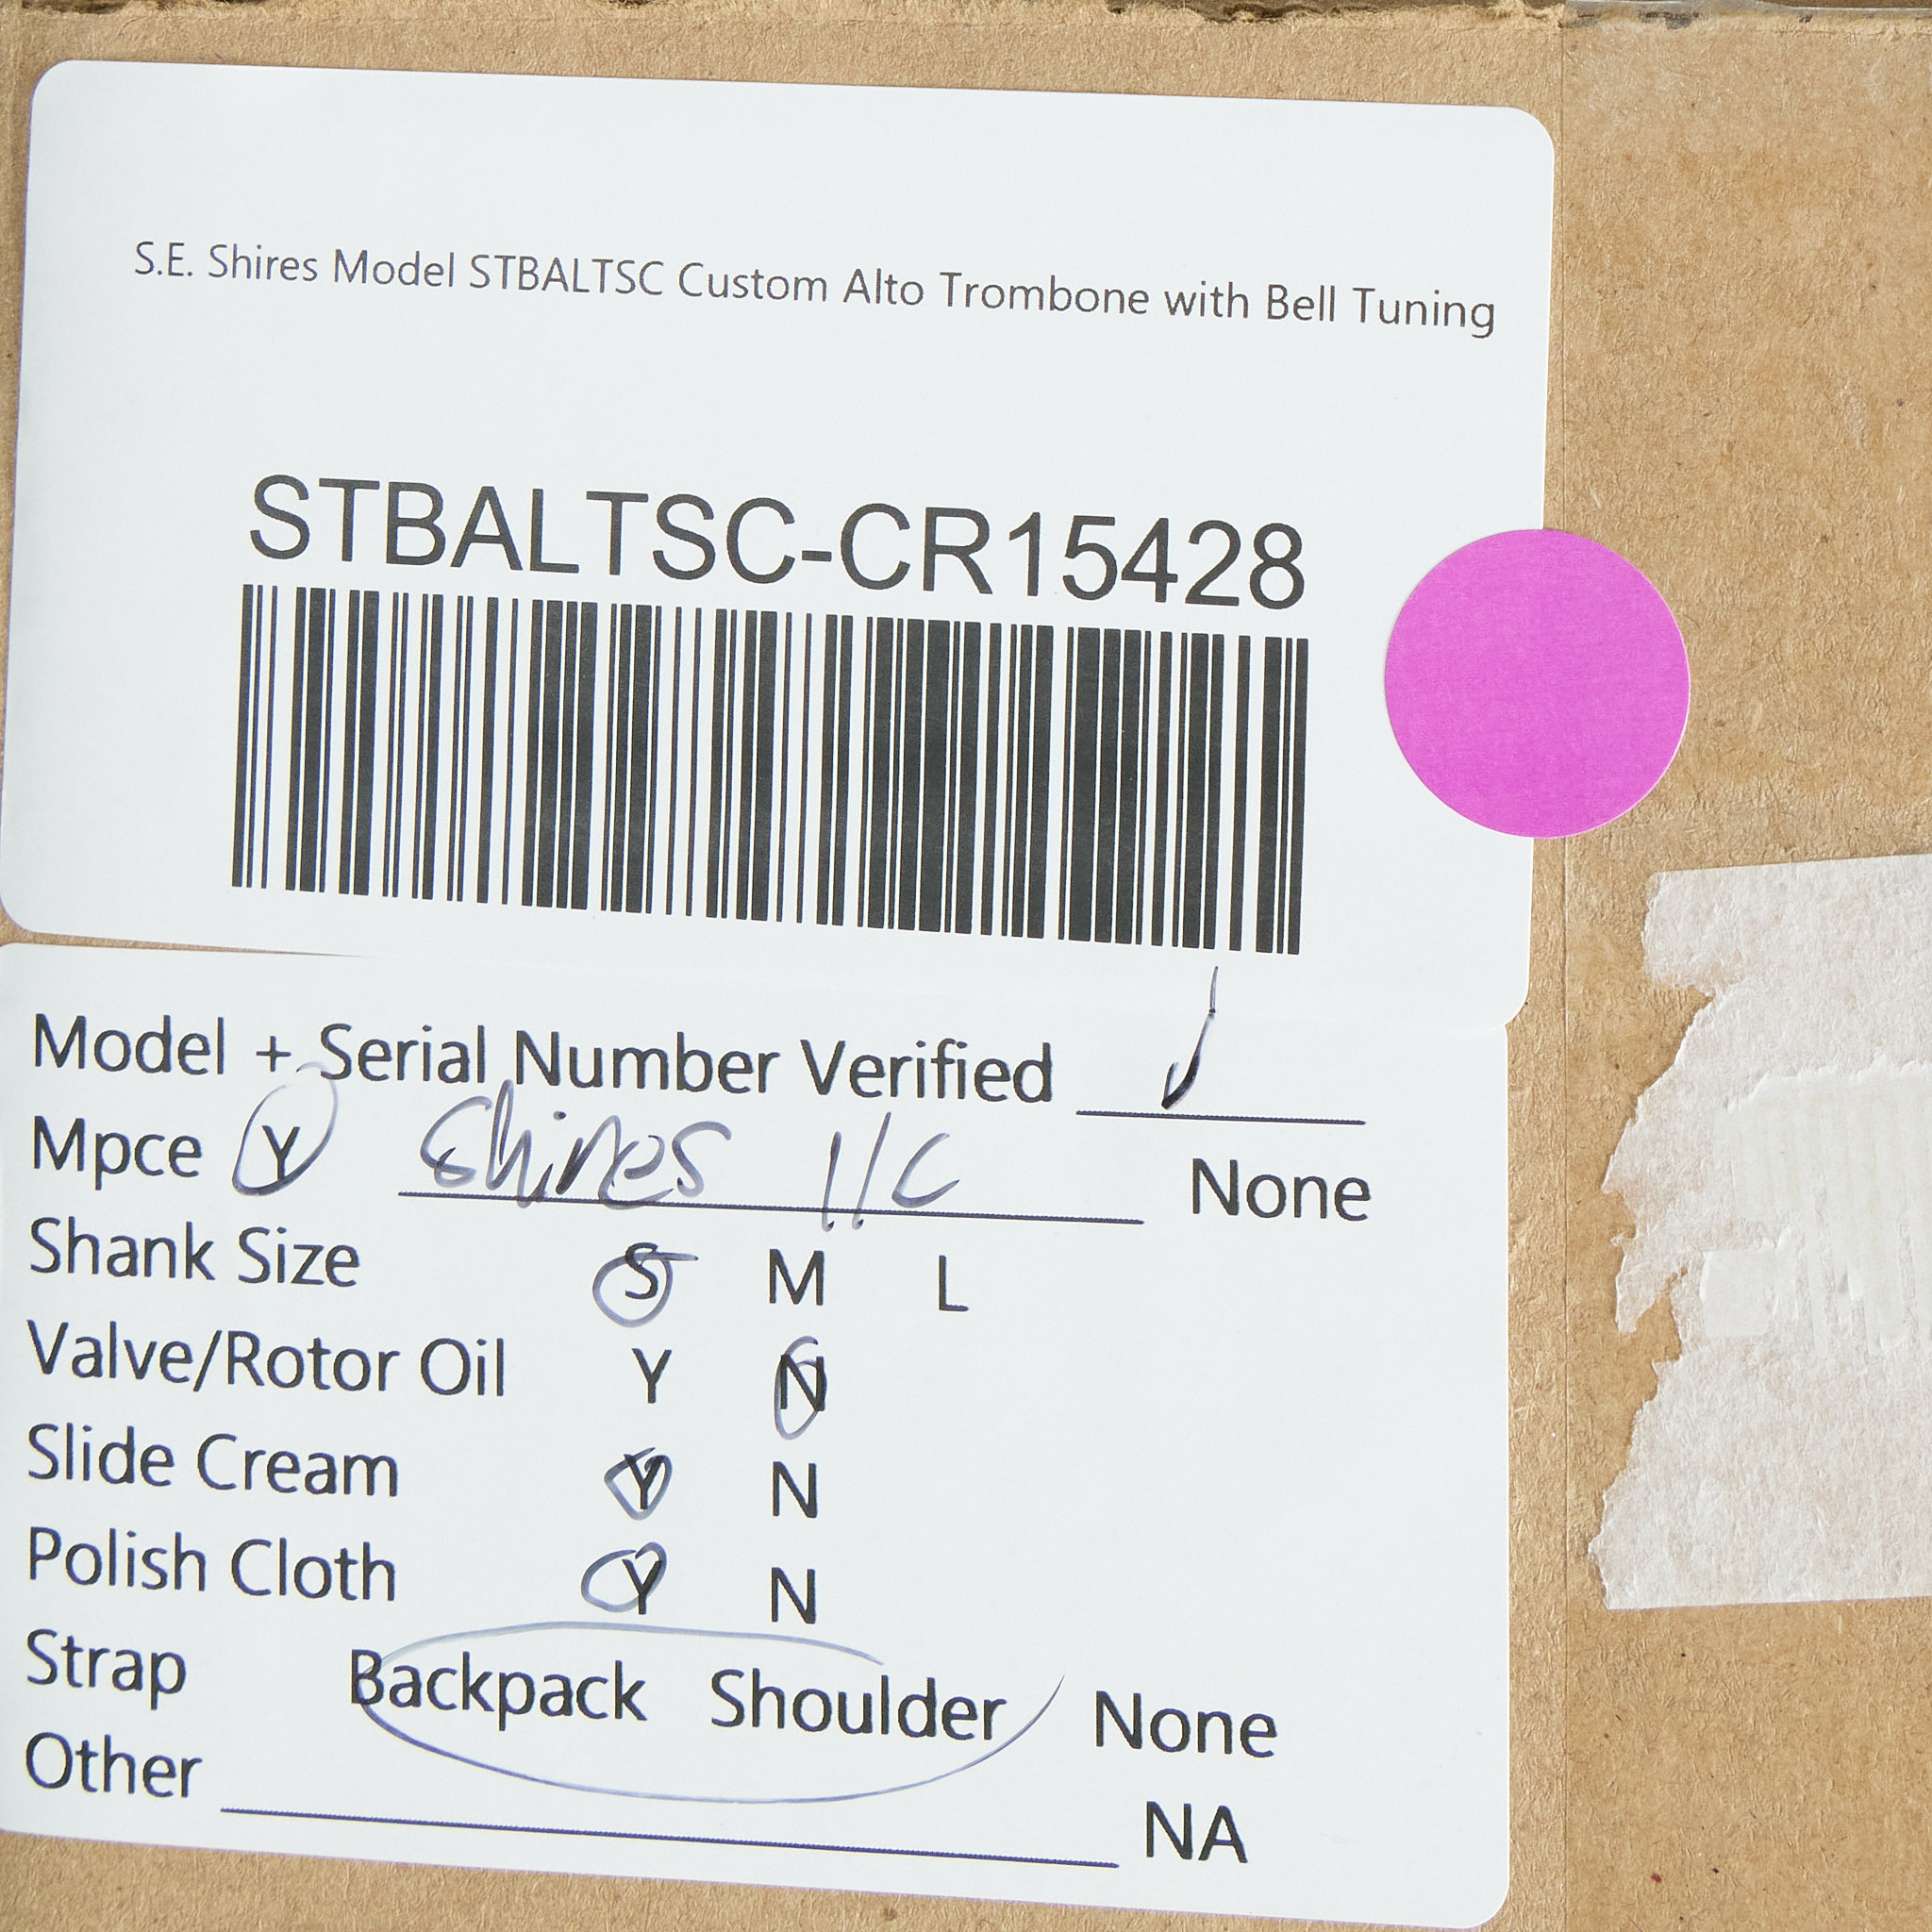 S.E. Shires Model STBALTSC Custom Alto Trombone with Bell Tuning
STBALTSC-CR15428
Model + Serial Number Verified ✓
Mpce Y Shires 11C None
Shank Size S M L
Valve/Rotor Oil Y N
Slide Cream Y N
Polish Cloth Y N
Strap Backpack Shoulder None
Other NA